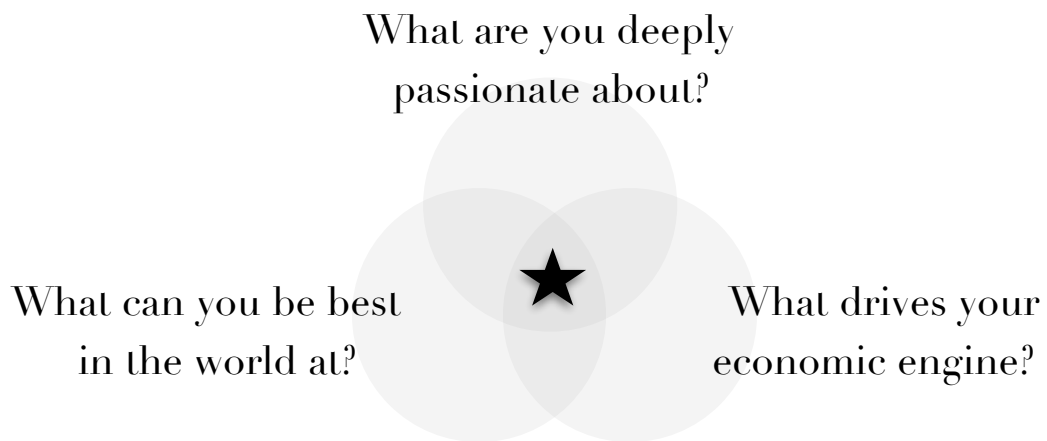 What are you deeply
passionate about?
What can you be best
in the world at?
What drives your
economic engine?